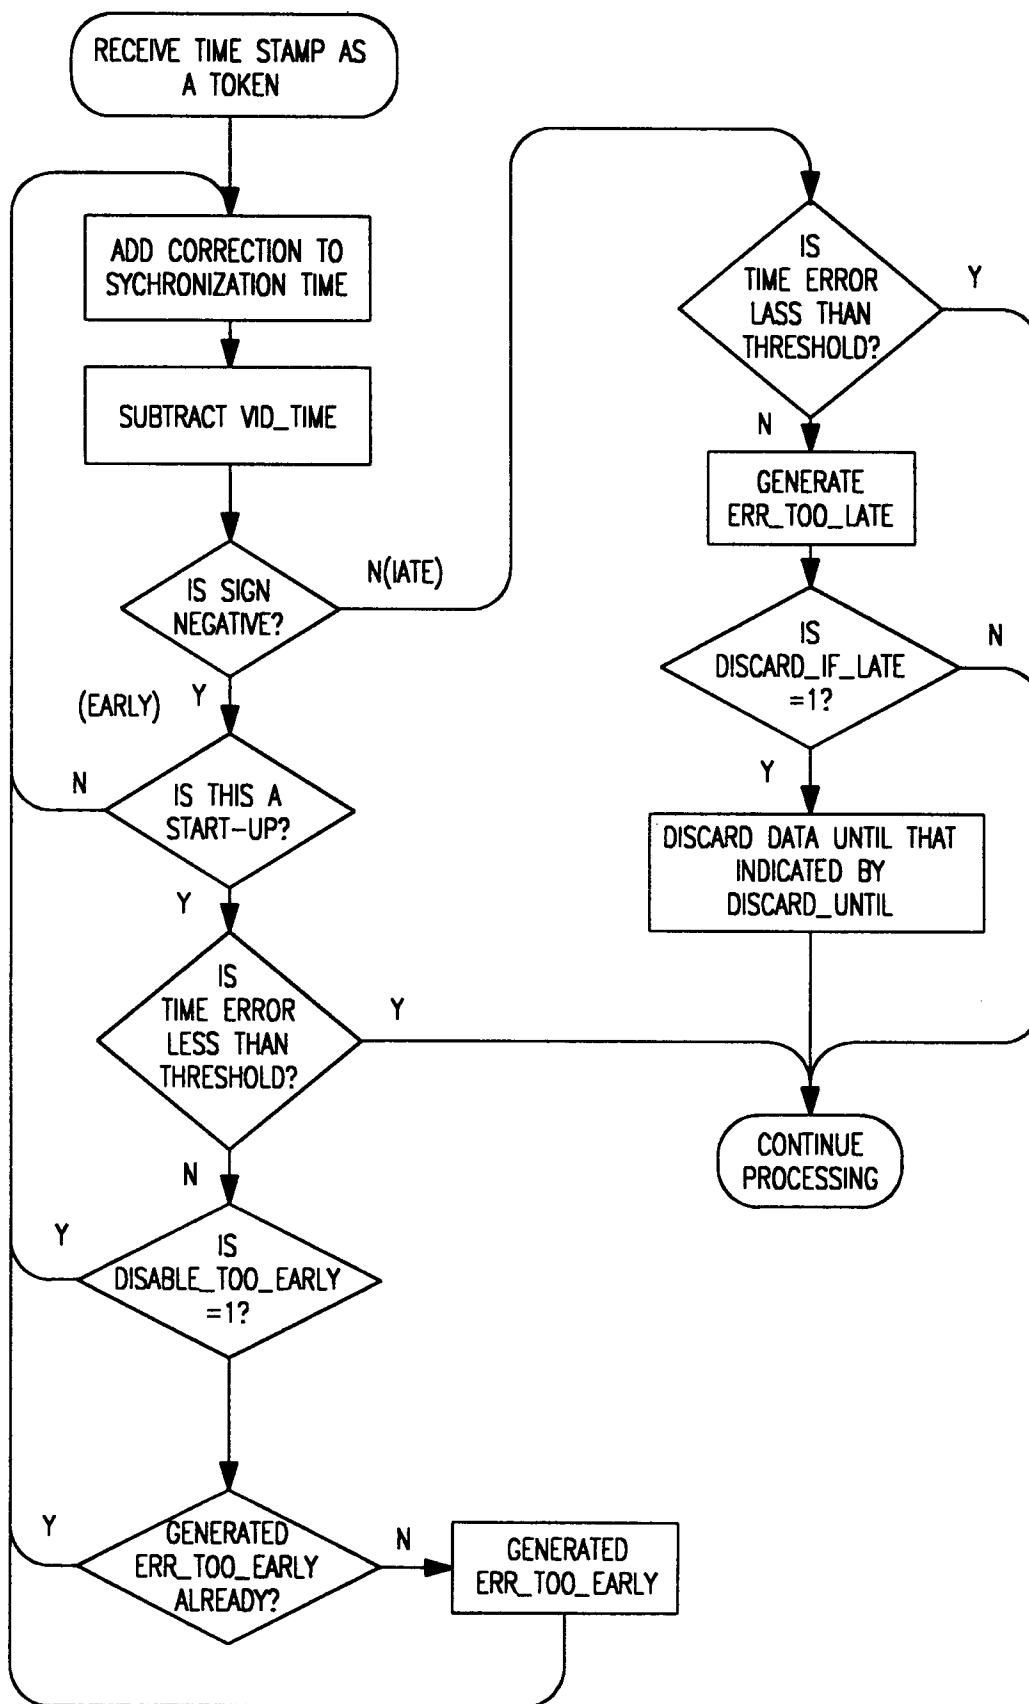 RECEIVE TIME STAMP AS
A TOKEN
ADD CORRECTION TO
SYCHRONIZATION TIME
SUBTRACT VID_TIME
IS SIGN
NEGATIVE?
N(IATE)
Y
(EARLY)
IS THIS A
START-UP?
N
Y
IS
TIME ERROR
LESS THAN
THRESHOLD?
Y
N
IS
DISABLE_TOO_EARLY
=1?
Y
GENERATED
ERR_TOO_EARLY
ALREADY?
Y
N
GENERATED
ERR_TOO_EARLY
IS
TIME ERROR
LASS THAN
THRESHOLD?
Y
N
GENERATE
ERR_TOO_LATE
IS
DISCARD_IF_LATE
=1?
N
Y
DISCARD DATA UNTIL THAT
INDICATED BY
DISCARD_UNTIL
CONTINUE
PROCESSING